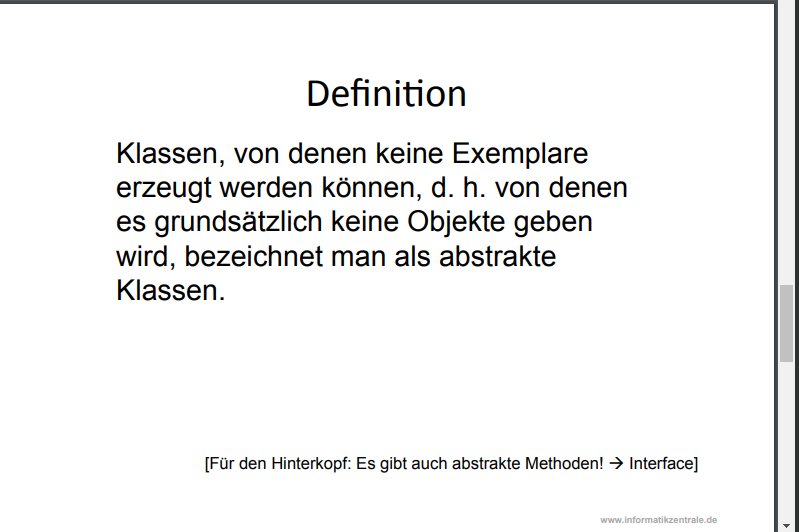 Definition
Klassen, von denen keine Exemplare
erzeugt werden können, d. h. von denen
es grundsätzlich keine Objekte geben
wird, bezeichnet man als abstrakte
Klassen.
[Für den Hinterkopf: Es gibt auch abstrakte Methoden! → Interface]
www.informatikzentrale.de